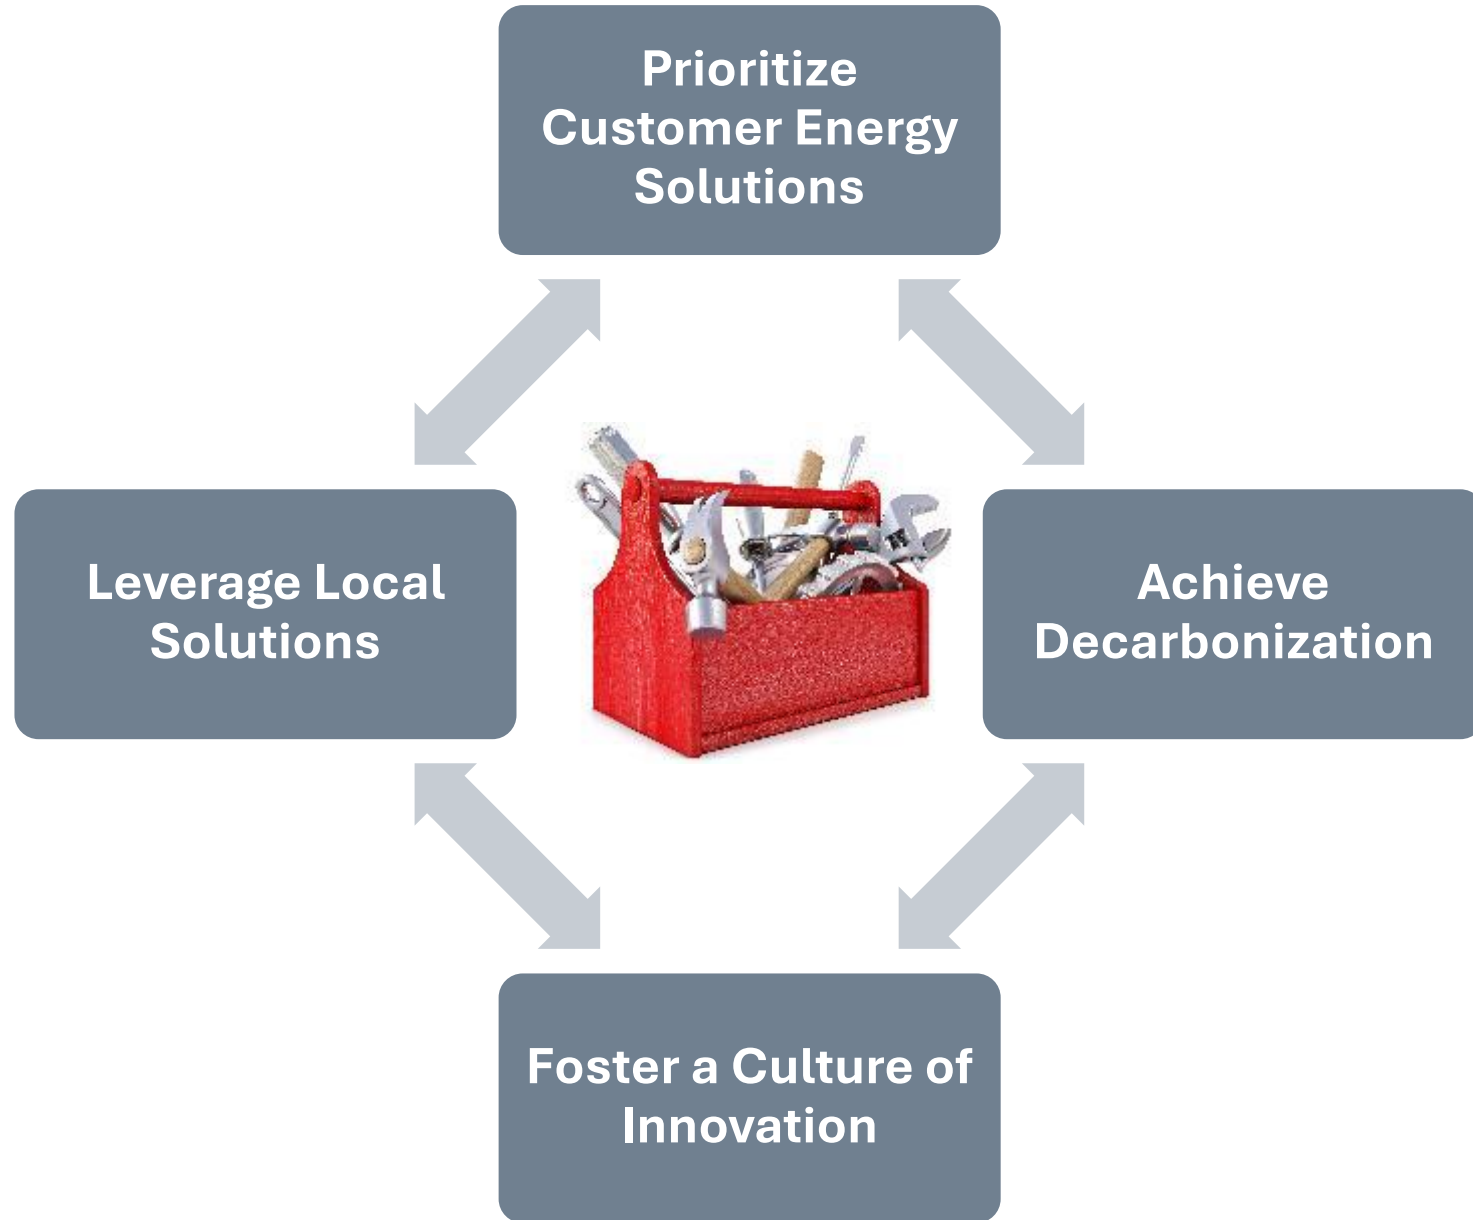 Prioritize
Customer Energy
Solutions
Leverage Local
Solutions
Achieve
Decarbonization
Foster a Culture of
Innovation